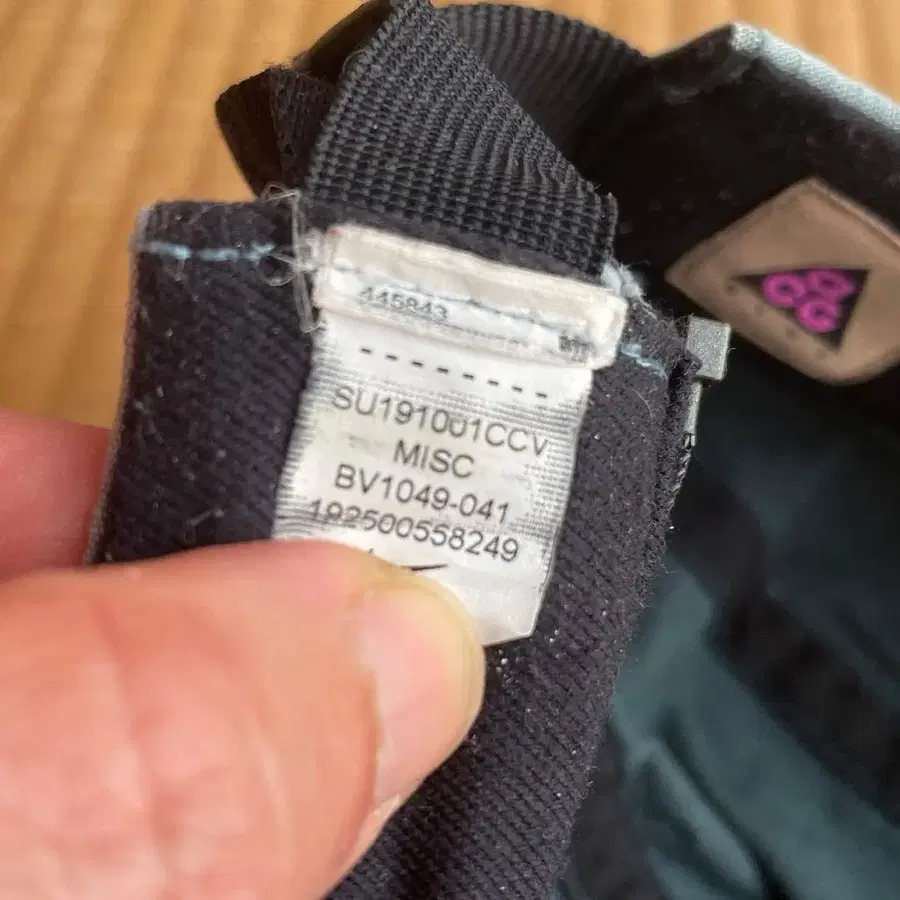 445843
- - - - - - -
SU191001CCV
MISC
BV1049-041
192500558249